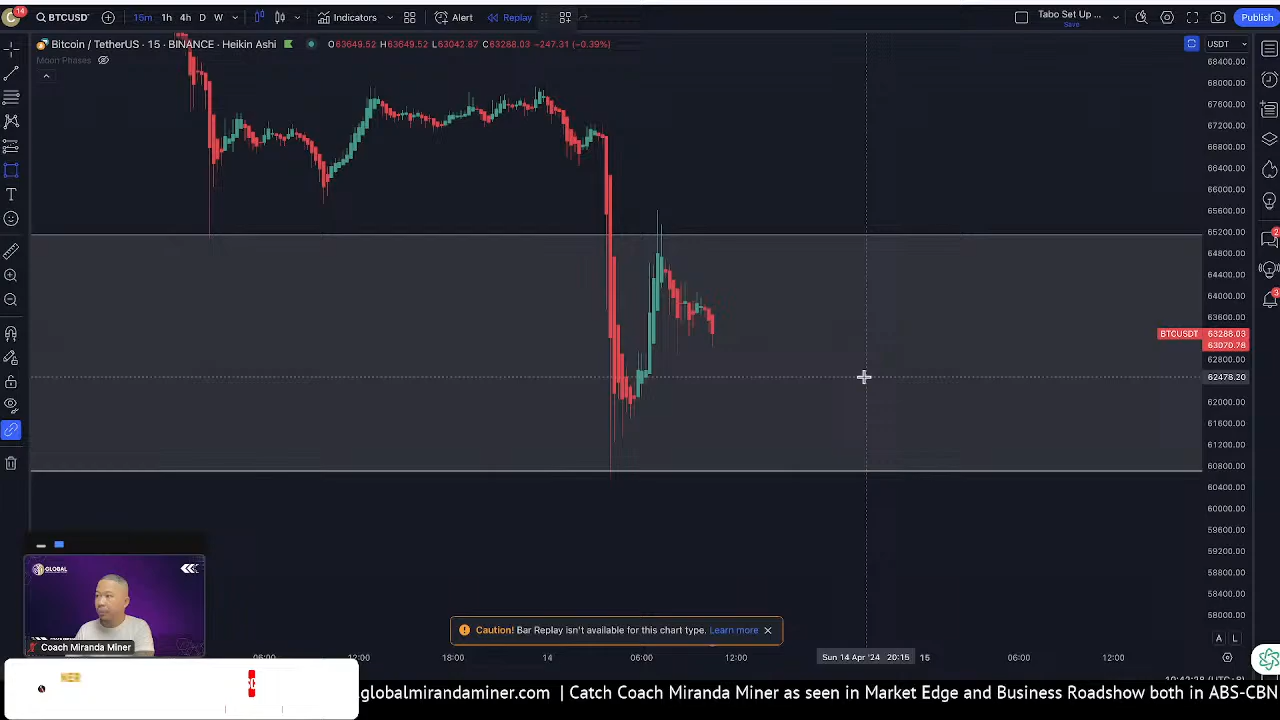 14
BTCUSD
15m
1h
4h
D
W
Indicators
Alert
Replay
Tabo Set Up ...
Save
Publish
Bitcoin / TetherUS · 15 · BINANCE · Heikin Ashi
O63649.52 H63649.52 L63042.87 C63288.03 −247.31 (−0.39%)
USDT
Moon Phases
68400.00
68000.00
67600.00
67200.00
66800.00
66400.00
66000.00
65600.00
65200.00
64800.00
64400.00
64000.00
63600.00
BTCUSDT 63288.03
63070.76
62800.00
62478.20
62000.00
61600.00
61200.00
60800.00
60400.00
60000.00
59600.00
59200.00
58800.00
58400.00
58000.00
2
3
GLOBAL
Coach Miranda Miner
Caution! Bar Replay isn't available for this chart type. Learn more
A L
12:00
18:00
14
06:00
12:00
Sun 14 Apr '24 20:15
15
06:00
12:00
globalmirandaminer.com | Catch Coach Miranda Miner as seen in Market Edge and Business Roadshow both in ABS-CBN